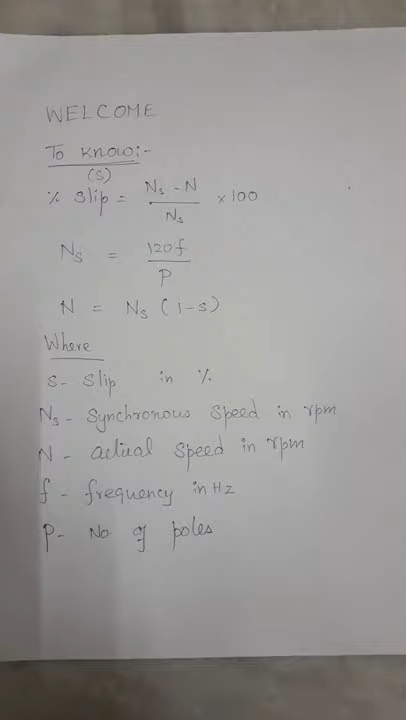 WELCOME
To know:-
(s)
% Slip = Ns - N / Ns × 100
Ns = 120f / P
N = Ns (1-s)
Where
s - Slip in %
Ns - Synchronous Speed in rpm
N - actual Speed in rpm
f - frequency in Hz
P - No of poles